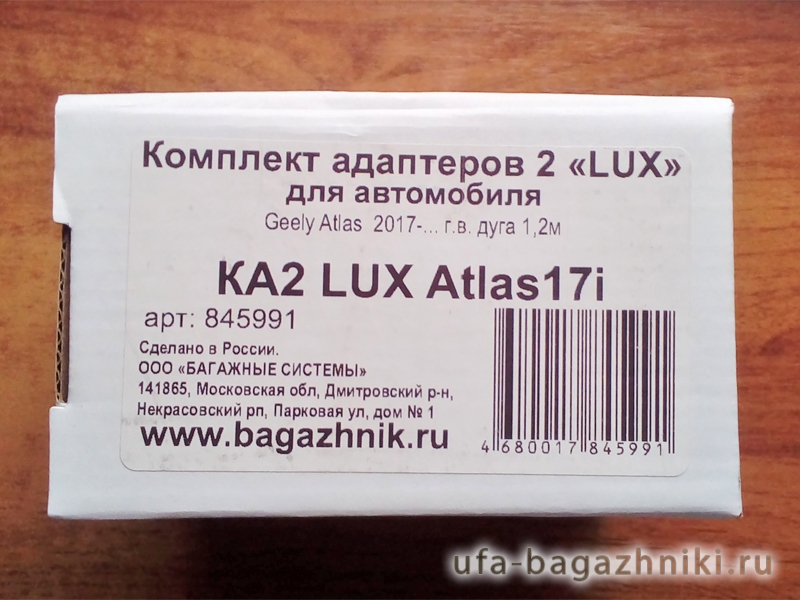 Комплект адаптеров 2 «LUX»
для автомобиля
Geely Atlas 2017-... г.в. дуга 1,2м
КА2 LUX Atlas17i
арт: 845991
Сделано в России.
ООО «БАГАЖНЫЕ СИСТЕМЫ»
141865, Московская обл, Дмитровский р-н,
Некрасовский рп, Парковая ул, дом № 1
www.bagazhnik.ru
4 680017 845991
ufa-bagazhniki.ru